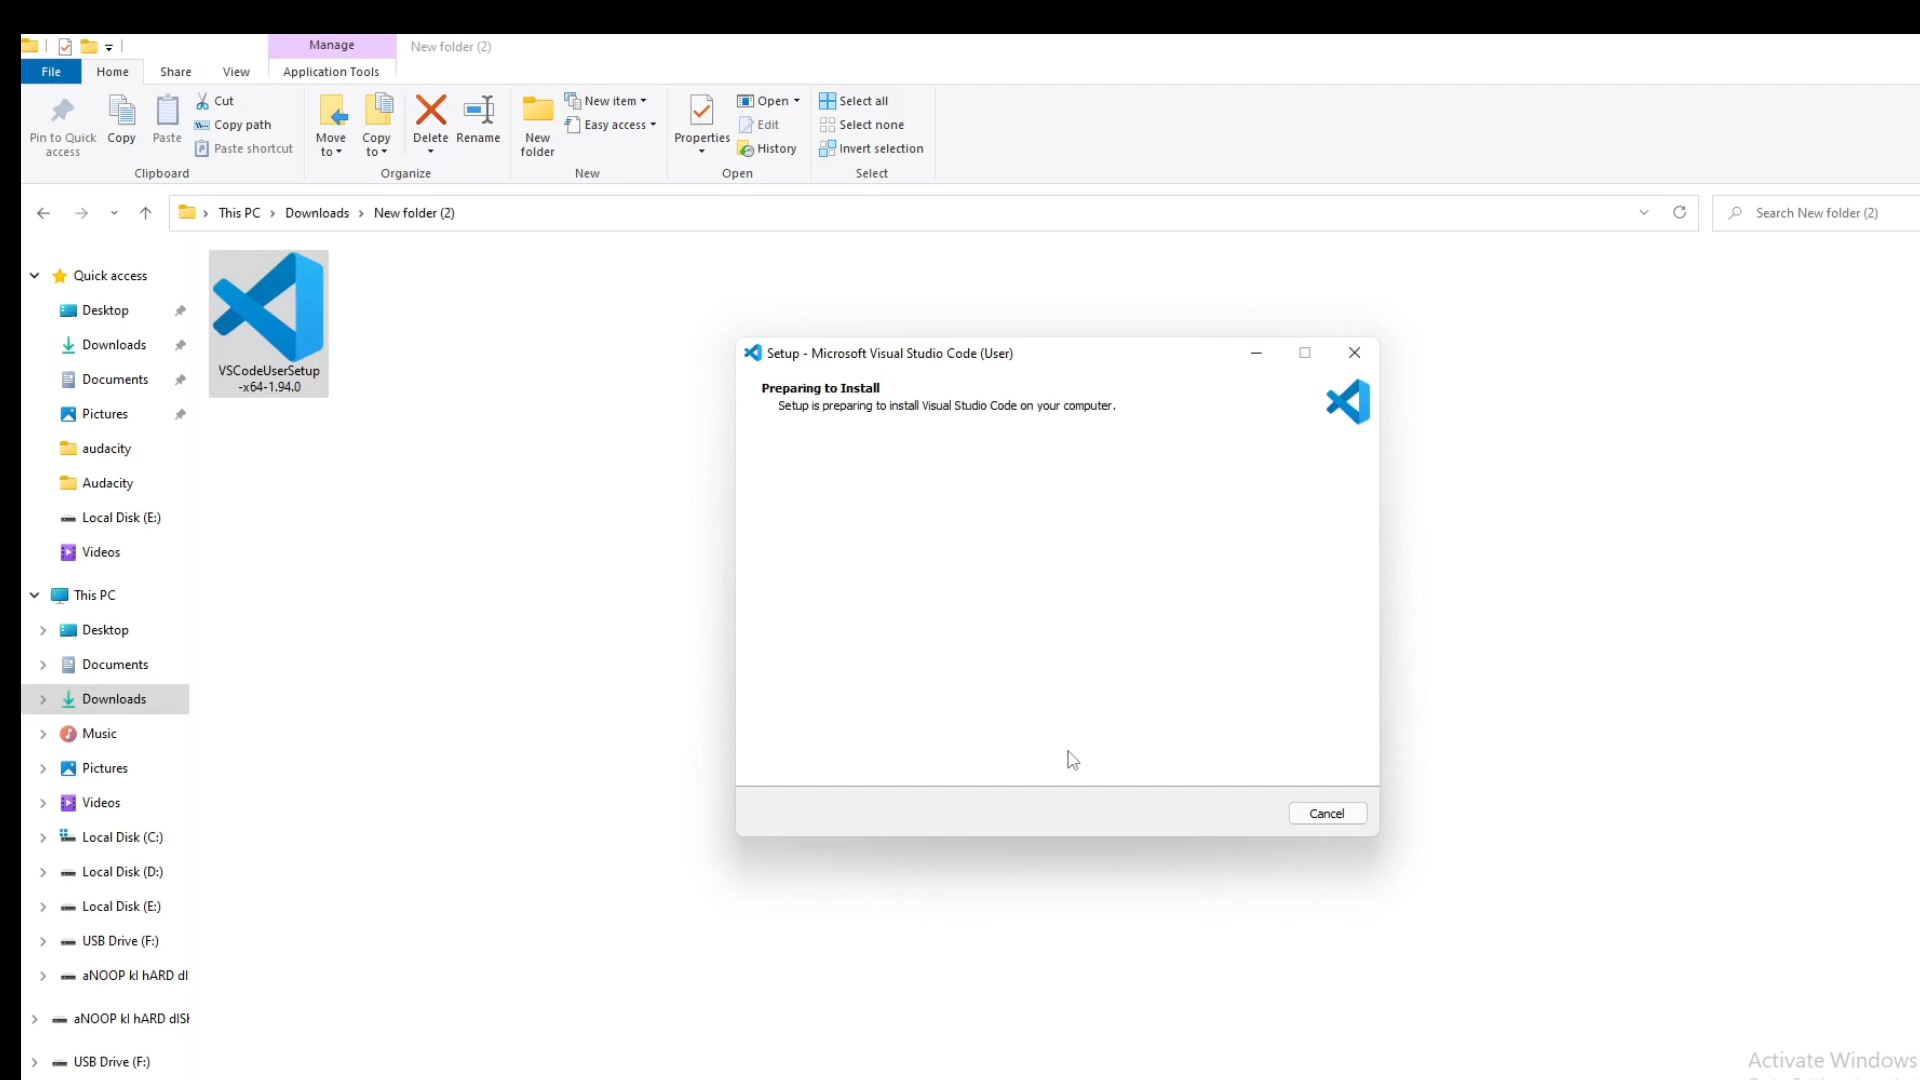 Manage
New folder (2)
File
Home
Share
View
Application Tools
Pin to Quick
access
Copy
Paste
Cut
Copy path
Paste shortcut
Clipboard
Move
to
Copy
to
Delete
Rename
Organize
New
folder
New item
Easy access
New
Properties
Open
Edit
History
Open
Select all
Select none
Invert selection
Select
This PC
Downloads
New folder (2)
Search New folder (2)
Quick access
Desktop
Downloads
Documents
Pictures
audacity
Audacity
Local Disk (E:)
Videos
This PC
Desktop
Documents
Downloads
Music
Pictures
Videos
Local Disk (C:)
Local Disk (D:)
Local Disk (E:)
USB Drive (F:)
aNOOP kI hARD dI
aNOOP kI hARD dISK
USB Drive (F:)
VSCodeUserSetup
-x64-1.94.0
Setup - Microsoft Visual Studio Code (User)
Preparing to Install
Setup is preparing to install Visual Studio Code on your computer.
Cancel
Activate Windows